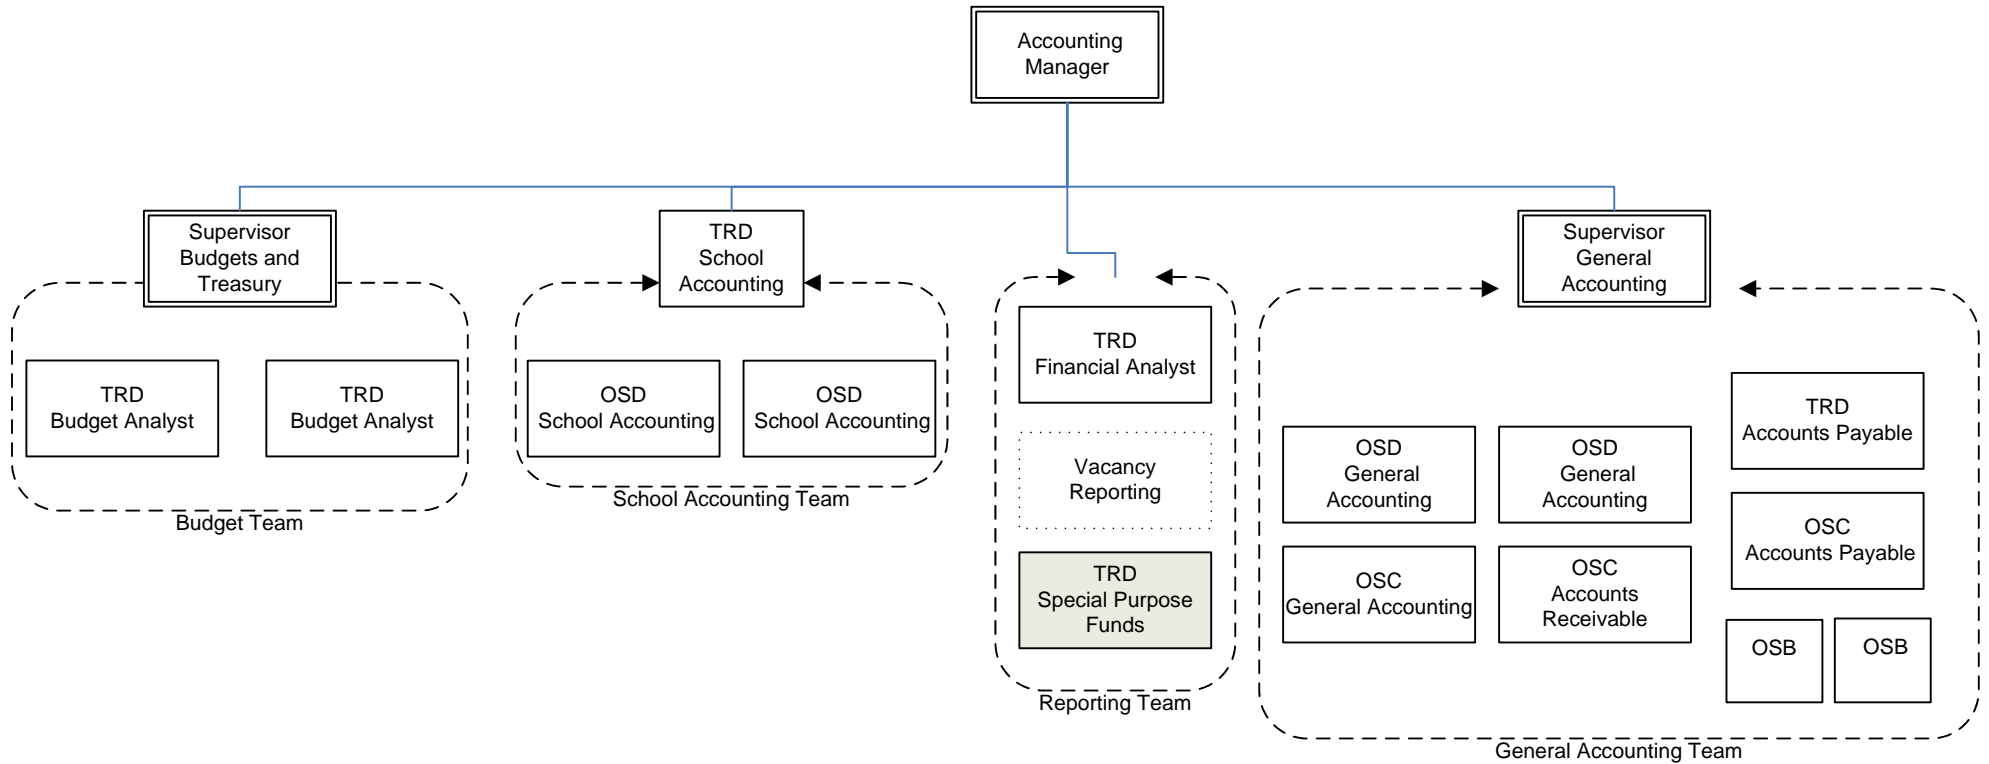 Accounting
Manager
Supervisor
Budgets and
Treasury
TRD
School
Accounting
Supervisor
General
Accounting
TRD
Budget Analyst
TRD
Budget Analyst
Budget Team
OSD
School Accounting
OSD
School Accounting
School Accounting Team
TRD
Financial Analyst
Vacancy
Reporting
TRD
Special Purpose
Funds
Reporting Team
OSD
General
Accounting
OSD
General
Accounting
TRD
Accounts Payable
OSC
General Accounting
OSC
Accounts
Receivable
OSC
Accounts Payable
OSB
OSB
General Accounting Team